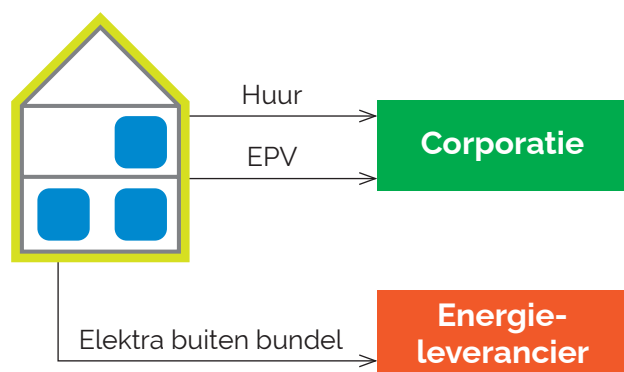 Huur
EPV
Corporatie
Elektra buiten bundel
Energie-
leverancier